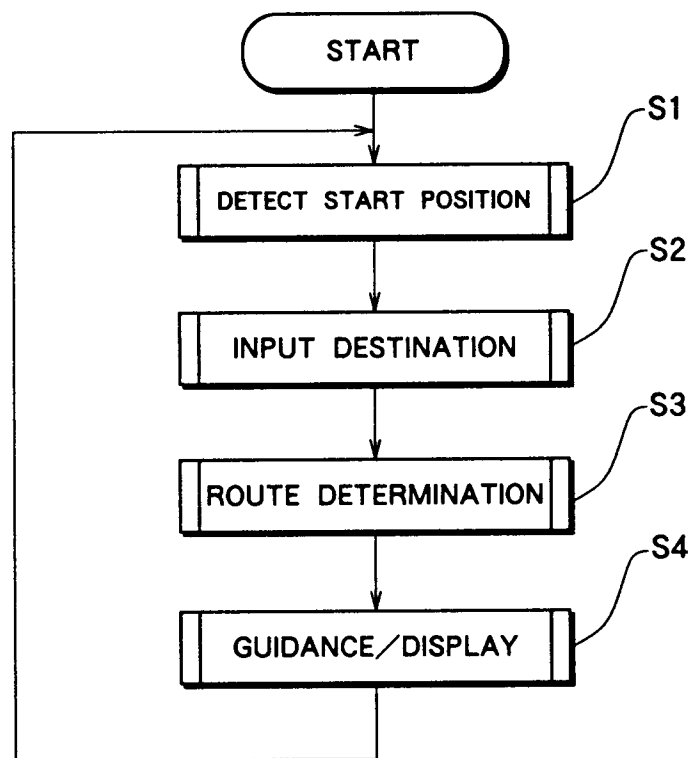 START
S1
DETECT START POSITION
S2
INPUT DESTINATION
S3
ROUTE DETERMINATION
S4
GUIDANCE/DISPLAY